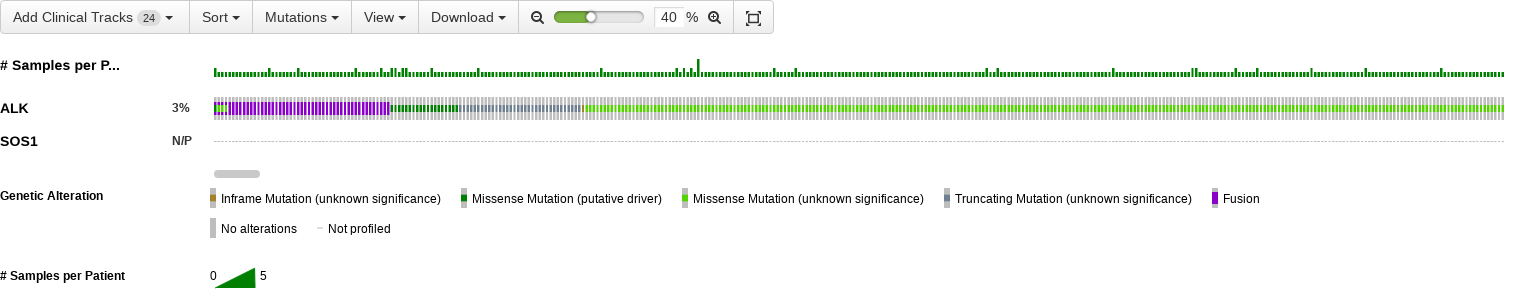 Add Clinical Tracks 24 Sort Mutations View Download 40 %
# Samples per P...
ALK 3%
SOS1 N/P
Genetic Alteration Inframe Mutation (unknown significance) Missense Mutation (putative driver) Missense Mutation (unknown significance) Truncating Mutation (unknown significance) Fusion
No alterations Not profiled
# Samples per Patient 0 5